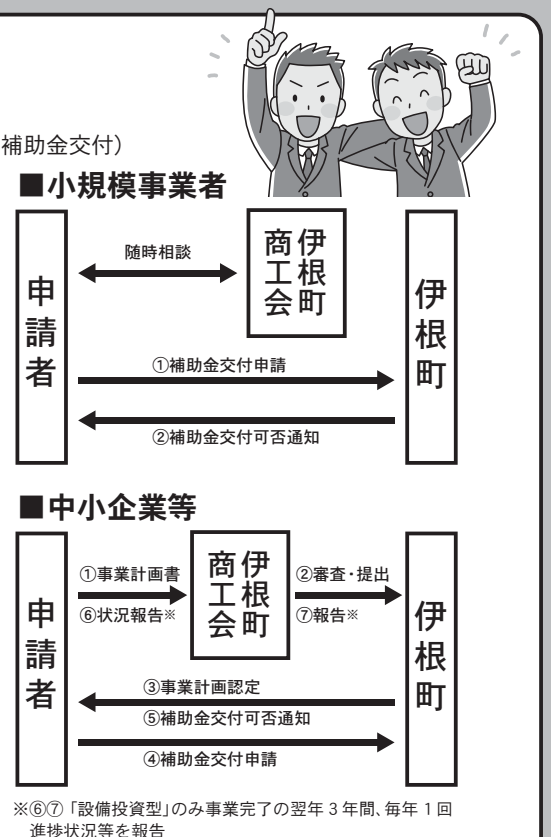 補助金交付)
■小規模事業者
申請者
随時相談
伊根町
商工会
伊根町
①補助金交付申請
②補助金交付可否通知
■中小企業等
申請者
①事業計画書
⑥状況報告※
伊根町
商工会
②審査・提出
⑦報告※
伊根町
③事業計画認定
⑤補助金交付可否通知
④補助金交付申請
※⑥⑦「設備投資型」のみ事業完了の翌年3年間、毎年1回
進捗状況等を報告